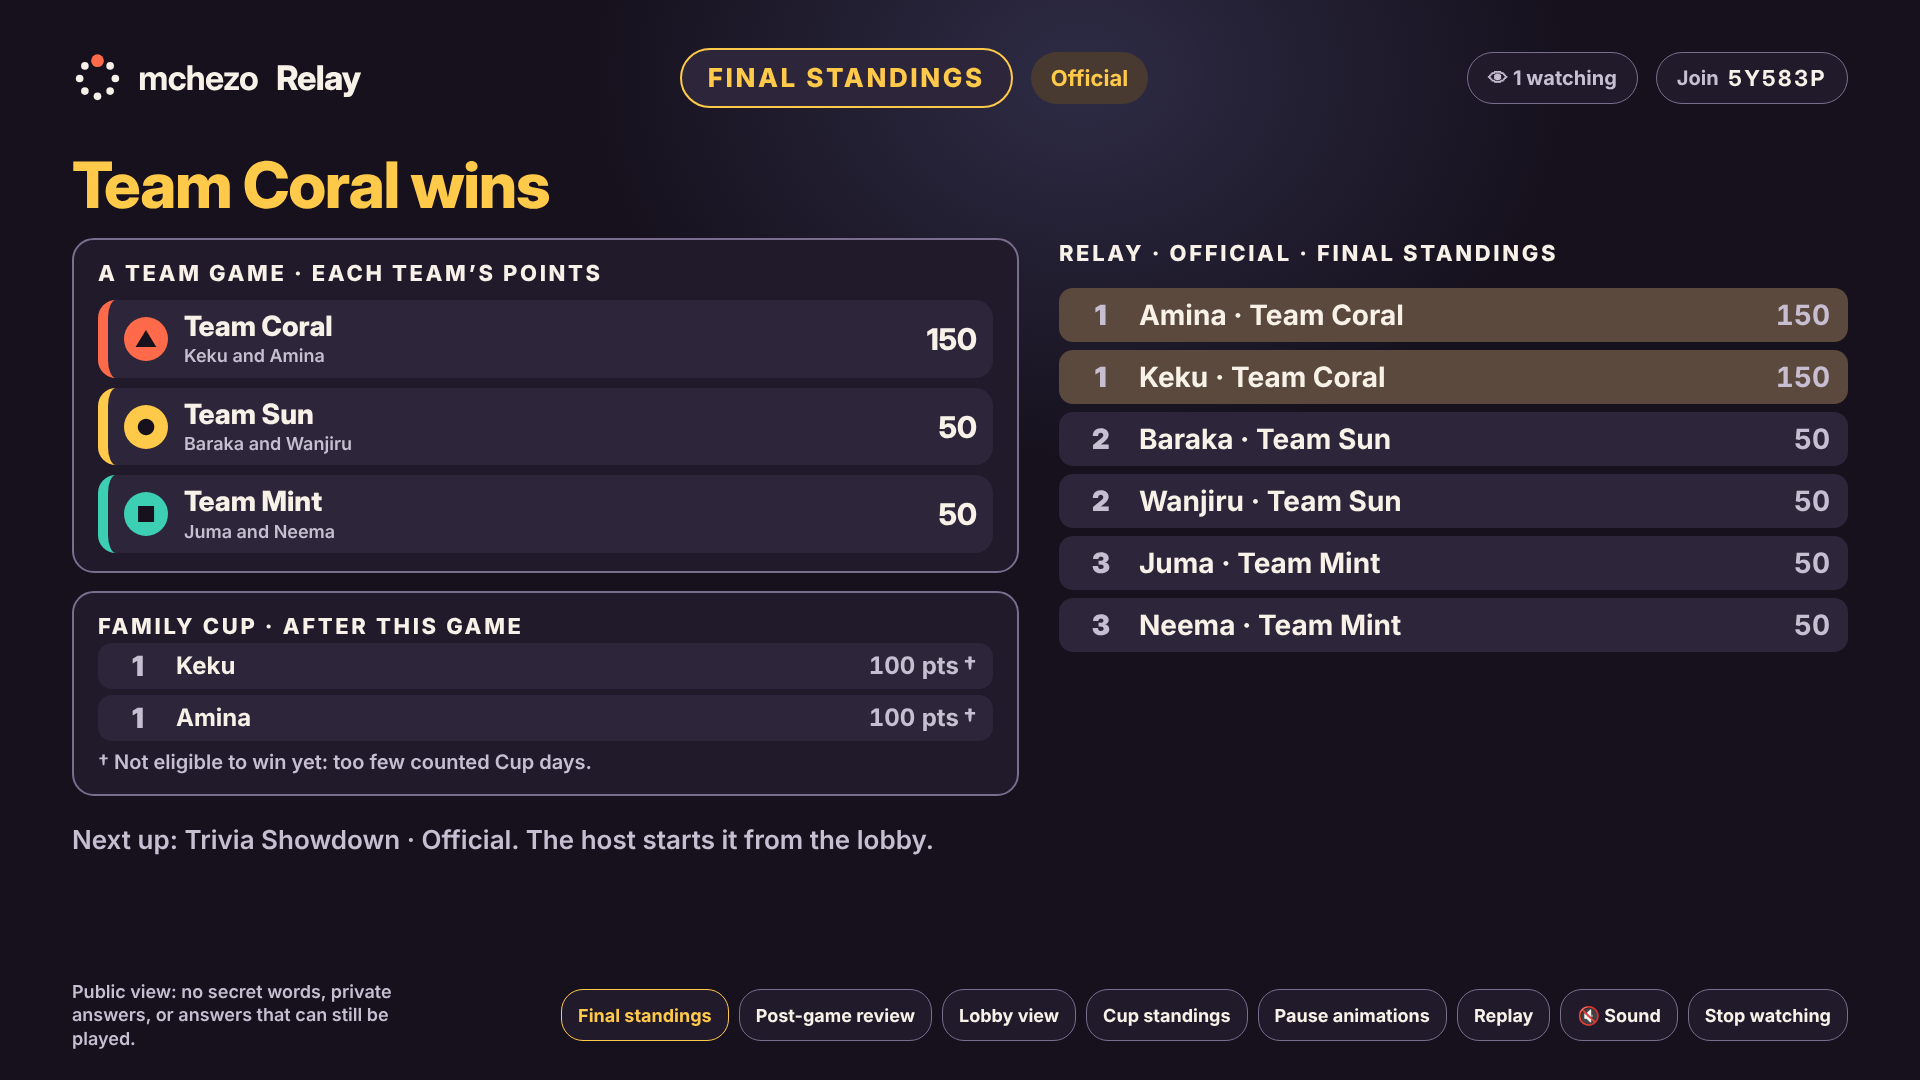 mchezo Relay
FINAL STANDINGS
Official
👁 1 watching
Join 5Y583P
Team Coral wins
A TEAM GAME · EACH TEAM’S POINTS
Team Coral
Keku and Amina
150
Team Sun
Baraka and Wanjiru
50
Team Mint
Juma and Neema
50
FAMILY CUP · AFTER THIS GAME
1 Keku 100 pts †
1 Amina 100 pts †
† Not eligible to win yet: too few counted Cup days.
Next up: Trivia Showdown · Official. The host starts it from the lobby.
RELAY · OFFICIAL · FINAL STANDINGS
1 Amina · Team Coral 150
1 Keku · Team Coral 150
2 Baraka · Team Sun 50
2 Wanjiru · Team Sun 50
3 Juma · Team Mint 50
3 Neema · Team Mint 50
Public view: no secret words, private
answers, or answers that can still be
played.
Final standings
Post-game review
Lobby view
Cup standings
Pause animations
Replay
🔇 Sound
Stop watching